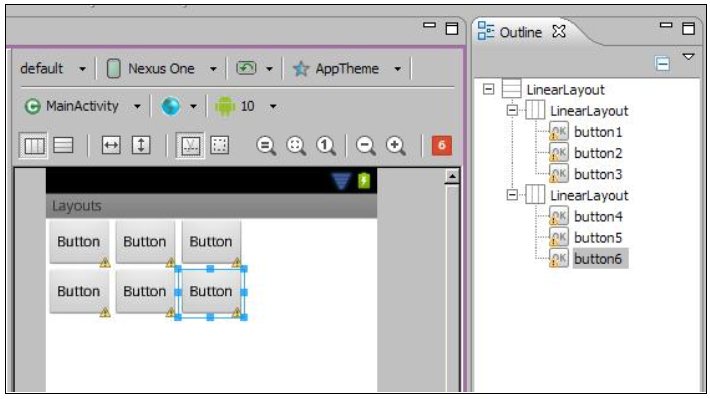 Outline
default Nexus One AppTheme
MainActivity 10
1 6
LinearLayout
LinearLayout
button1
button2
button3
LinearLayout
button4
button5
button6
Layouts
Button Button Button
Button Button Button